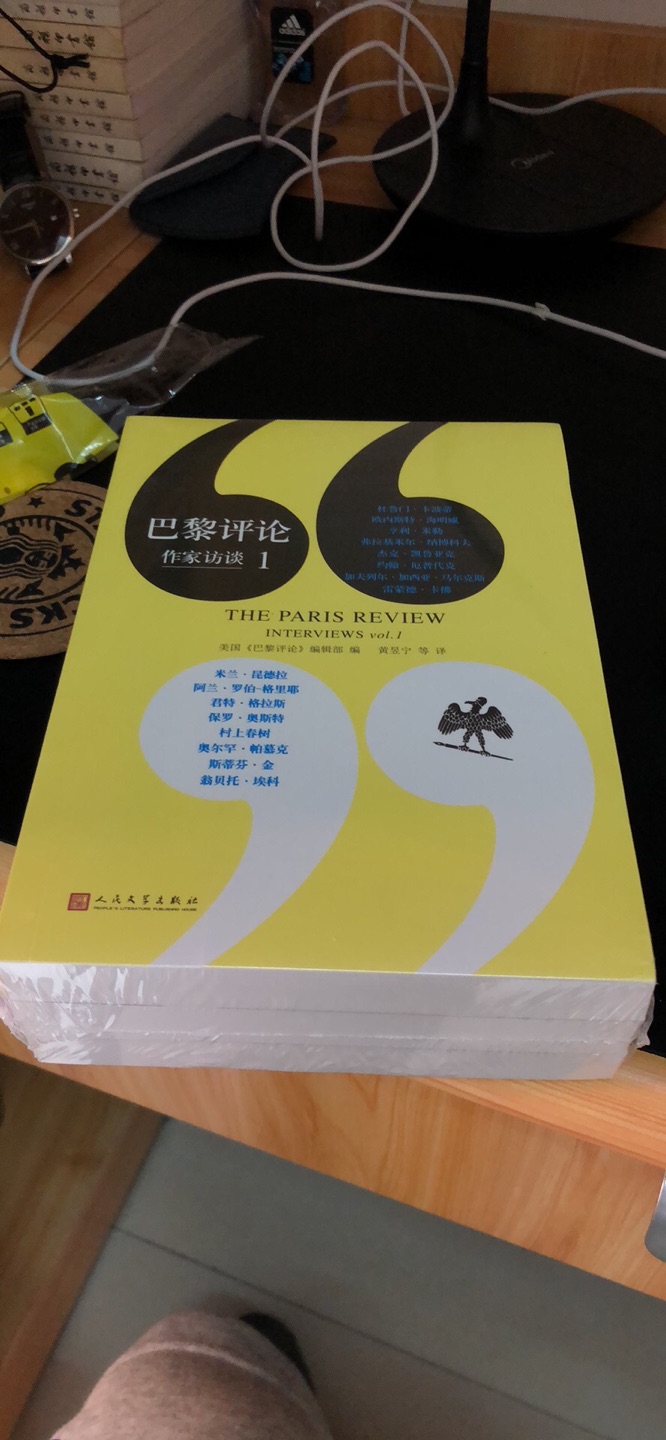 adidas
Midea
巴黎评论
作家访谈 1
杜鲁门·卡波蒂
欧内斯特·海明威
亨利·米勒
弗拉基米尔·纳博科夫
杰克·凯鲁亚克
约翰·厄普代克
加夫列尔·加西亚·马尔克斯
雷蒙德·卡佛
THE PARIS REVIEW
INTERVIEWS vol.1
美国《巴黎评论》编辑部 编 黄昱宁 等 译
米兰·昆德拉
阿兰·罗伯-格里耶
君特·格拉斯
保罗·奥斯特
村上春树
奥尔罕·帕慕克
斯蒂芬·金
翁贝托·埃科
人民文学出版社
PEOPLE'S LITERATURE PUBLISHING HOUSE